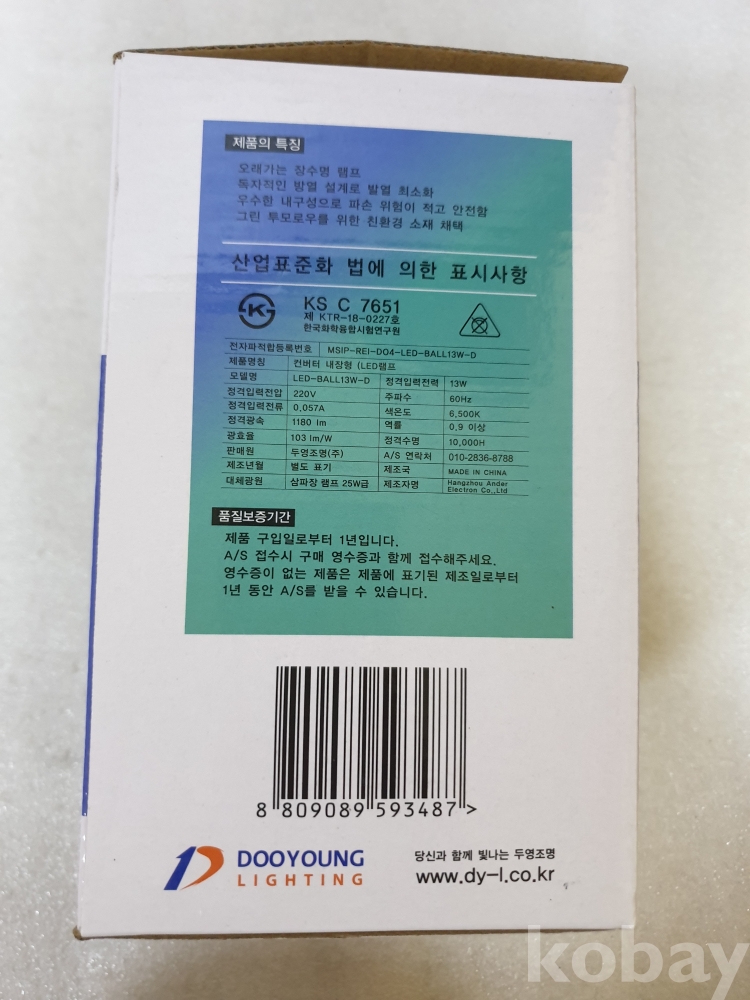 제품의 특징
오래가는 장수명 램프
독자적인 방열 설계로 발열 최소화
우수한 내구성으로 파손 위험이 적고 안전함
그린 투모로우를 위한 친환경 소재 채택
산업표준화 법에 의한 표시사항
KS C 7651
제 KTR-18-0227호
한국화학융합시험연구원
전자파적합등록번호 MSIP-REI-DO4-LED-BALL13W-D
제품명칭 컨버터 내장형 (LED램프
모델명 LED-BALL13W-D 정격입력전력 13W
정격입력전압 220V 주파수 60Hz
정격입력전류 0,057A 색온도 6,500K
정격광속 1180 lm 역률 0,9 이상
광효율 103 lm/W 정격수명 10,000H
판매원 두영조명(주) A/S 연락처 010-2836-8788
제조년월 별도 표기 제조국 MADE IN CHINA
대체광원 삼파장 램프 25W급 제조자명 Hangzhou Ander
Electron Co,.Ltd
품질보증기간
제품 구입일로부터 1년입니다.
A/S 접수시 구매 영수증과 함께 접수해주세요.
영수증이 없는 제품은 제품에 표기된 제조일로부터
1년 동안 A/S를 받을 수 있습니다.
8 809089 593487 >
DOOYOUNG
LIGHTING
당신과 함께 빛나는 두영조명
www.dy-l.co.kr
kobay